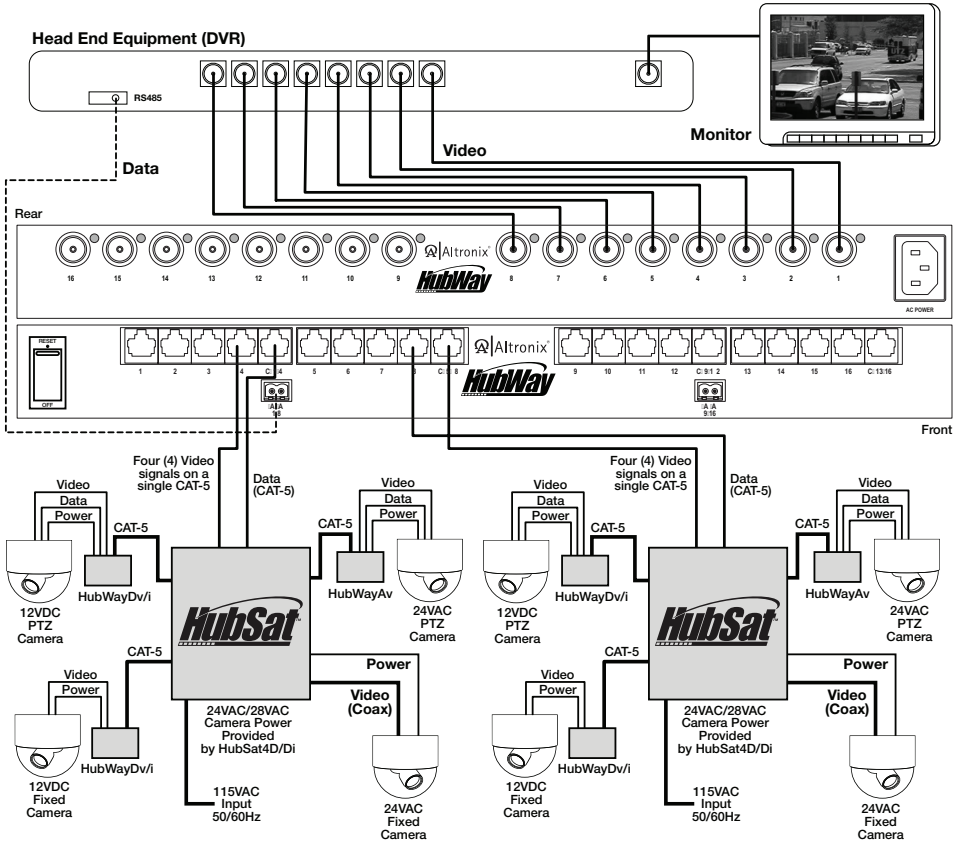 Head End Equipment (DVR)
RS485
Monitor
Video
Data
Rear
16 15 14 13 12 11 10 9
Altronix®
HubWay
8 7 6 5 4 3 2 1
AC POWER
RESET
OFF
1 2 3 4
5 6 7
Altronix®
HubWay
9 10 11 12
13 14 15 16
Front
Four (4) Video
signals on a
single CAT-5
Data
(CAT-5)
Four (4) Video
signals on a
single CAT-5
Data
(CAT-5)
Video
Data
Power
CAT-5
HubWayDv/i
12VDC
PTZ
Camera
Video
Data
Power
CAT-5
HubWayAv
24VAC
PTZ
Camera
HubSat™
CAT-5
Video
Power
HubWayDv/i
12VDC
Fixed
Camera
Power
Video
(Coax)
24VAC/28VAC
Camera Power
Provided
by HubSat4D/Di
115VAC
Input
50/60Hz
24VAC
Fixed
Camera
Video
Data
Power
CAT-5
HubWayDv/i
12VDC
PTZ
Camera
Video
Data
Power
CAT-5
HubWayAv
24VAC
PTZ
Camera
HubSat™
CAT-5
Video
Power
HubWayDv/i
12VDC
Fixed
Camera
Power
Video
(Coax)
24VAC/28VAC
Camera Power
Provided
by HubSat4D/Di
115VAC
Input
50/60Hz
24VAC
Fixed
Camera